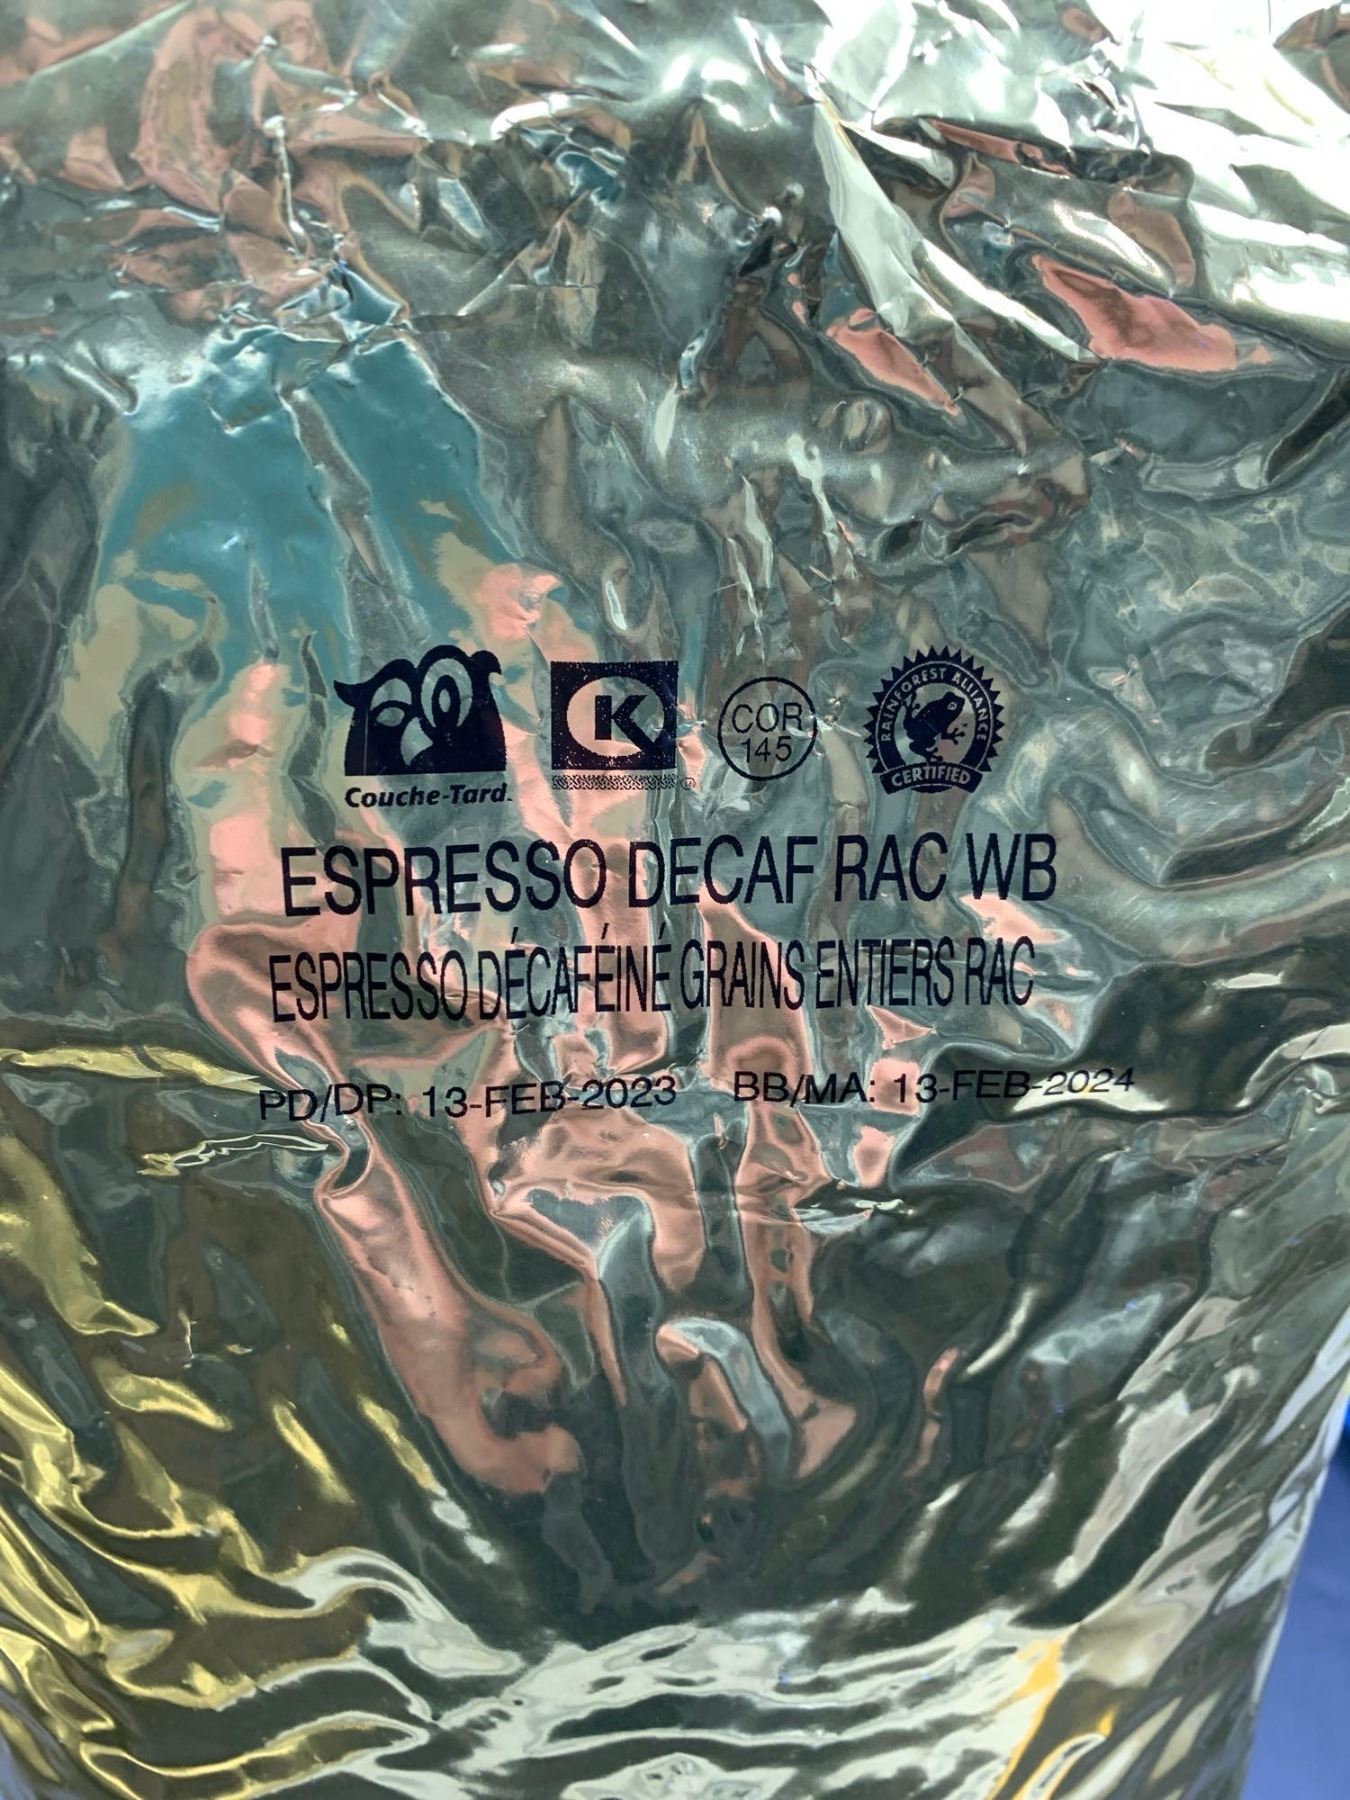 Couche-Tard
K
COR
145
RAINFOREST ALLIANCE
CERTIFIED
ESPRESSO DECAF RAC WB
ESPRESSO DÉCAFÉINÉ GRAINS ENTIERS RAC
PD/DP: 13-FEB-2023 BB/MA: 13-FEB-2024